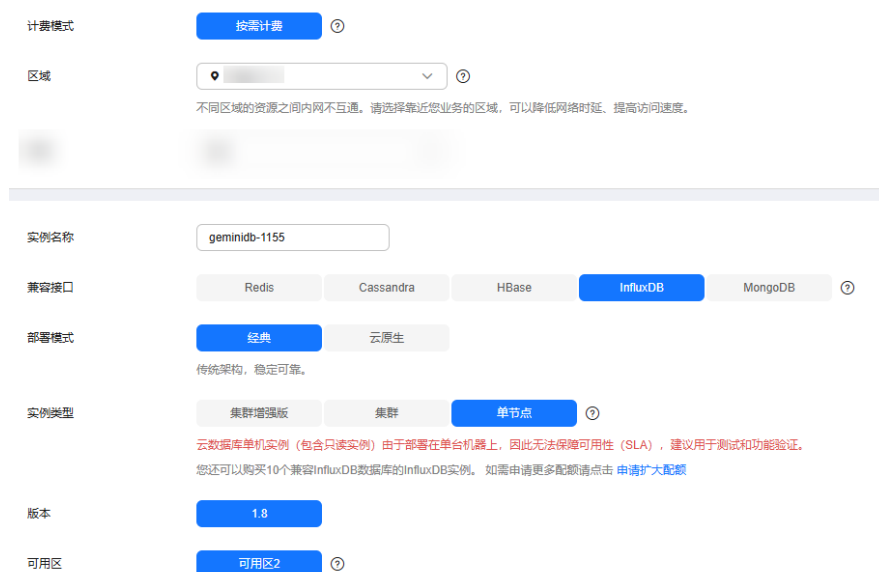 计费模式 按需计费
区域
不同区域的资源之间内网不互通。请选择靠近您业务的区域，可以降低网络时延、提高访问速度。
实例名称 geminidb-1155
兼容接口 Redis Cassandra HBase InfluxDB MongoDB
部署模式 经典 云原生
传统架构，稳定可靠。
实例类型 集群增强版 集群 单节点
云数据库单机实例（包含只读实例）由于部署在单台机器上，因此无法保障可用性（SLA），建议用于测试和功能验证。
您还可以购买10个兼容InfluxDB数据库的InfluxDB实例。 如需申请更多配额请点击 申请扩大配额
版本 1.8
可用区 可用区2